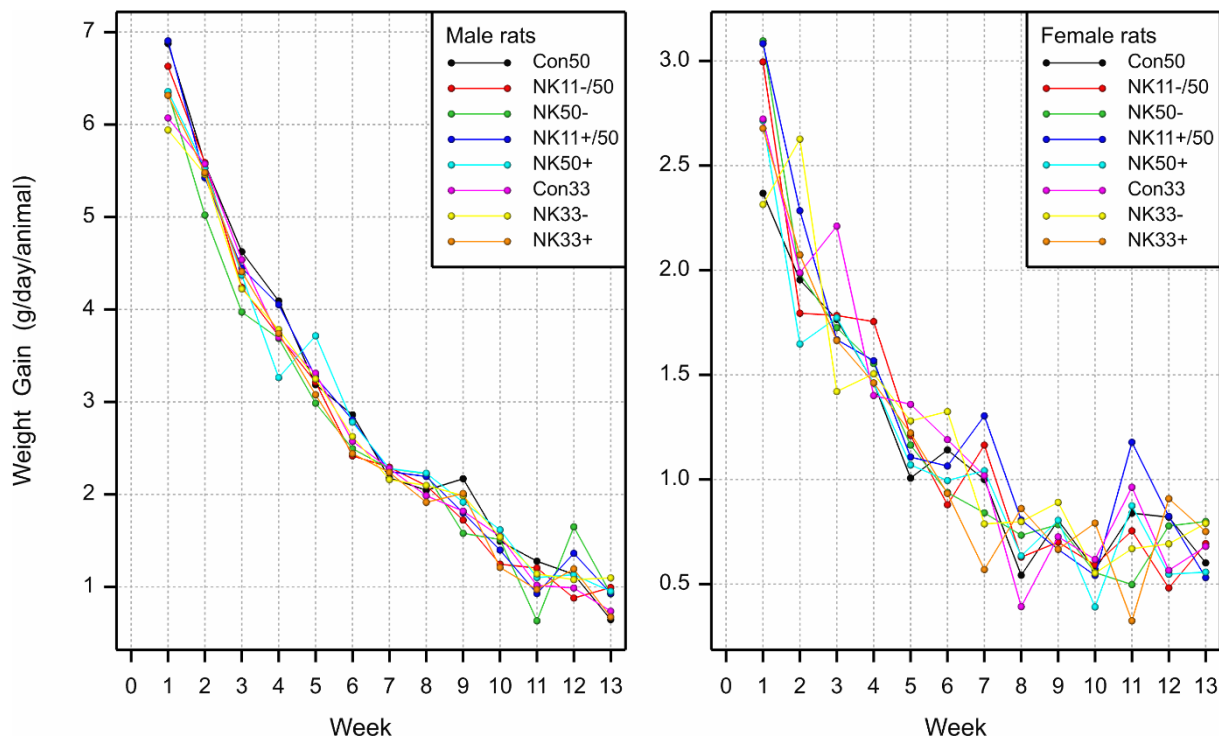 Weight Gain (g/day/animal)
7
6
5
4
3
2
1
Male rats
Con50
NK11-/50
NK50-
NK11+/50
NK50+
Con33
NK33-
NK33+
0 1 2 3 4 5 6 7 8 9 10 11 12 13
Week
3.0
2.5
2.0
1.5
1.0
0.5
Female rats
Con50
NK11-/50
NK50-
NK11+/50
NK50+
Con33
NK33-
NK33+
0 1 2 3 4 5 6 7 8 9 10 11 12 13
Week